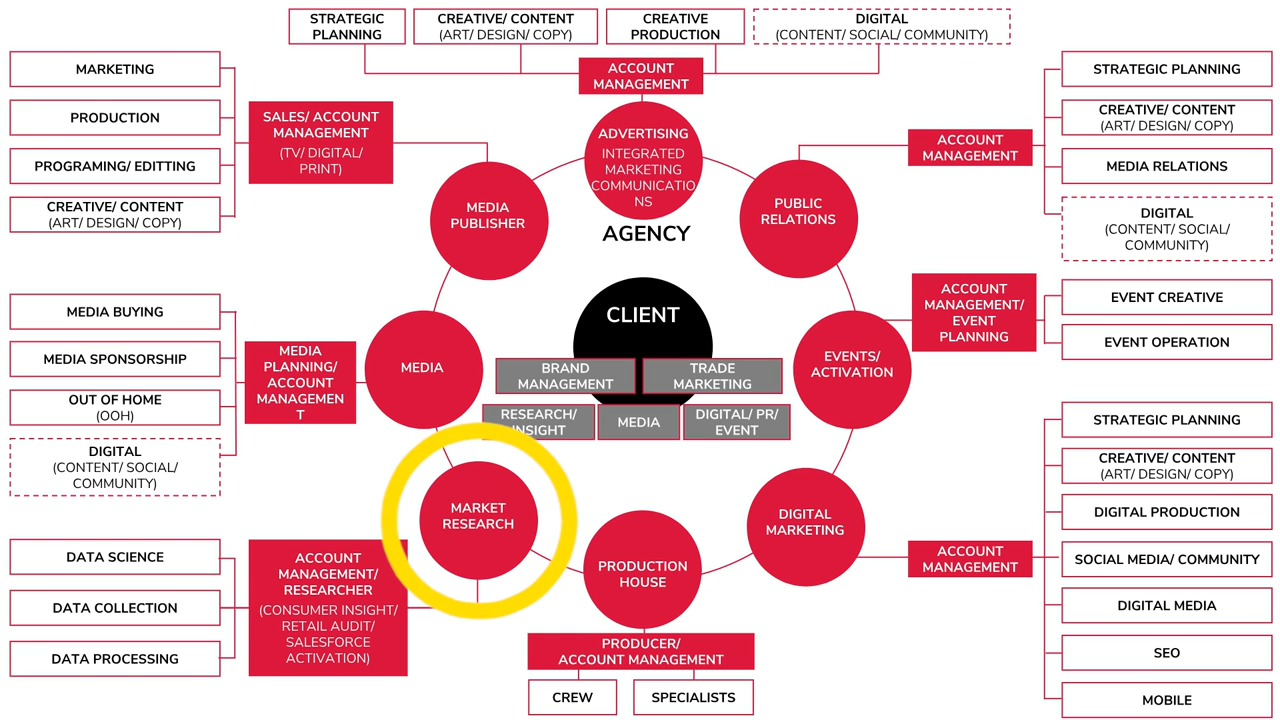 STRATEGIC
PLANNING
CREATIVE/ CONTENT
(ART/ DESIGN/ COPY)
CREATIVE
PRODUCTION
DIGITAL
(CONTENT/ SOCIAL/ COMMUNITY)
ACCOUNT
MANAGEMENT
ADVERTISING
INTEGRATED
MARKETING
COMMUNICATIO
NS
MARKETING
PRODUCTION
PROGRAMING/ EDITTING
CREATIVE/ CONTENT
(ART/ DESIGN/ COPY)
SALES/ ACCOUNT
MANAGEMENT
(TV/ DIGITAL/
PRINT)
MEDIA
PUBLISHER
PUBLIC
RELATIONS
ACCOUNT
MANAGEMENT
STRATEGIC PLANNING
CREATIVE/ CONTENT
(ART/ DESIGN/ COPY)
MEDIA RELATIONS
DIGITAL
(CONTENT/ SOCIAL/
COMMUNITY)
AGENCY
CLIENT
BRAND
MANAGEMENT
TRADE
MARKETING
RESEARCH/
INSIGHT
MEDIA
DIGITAL/ PR/
EVENT
MEDIA BUYING
MEDIA SPONSORSHIP
OUT OF HOME
(OOH)
DIGITAL
(CONTENT/ SOCIAL/
COMMUNITY)
MEDIA
PLANNING/
ACCOUNT
MANAGEMEN
T
MEDIA
EVENTS/
ACTIVATION
ACCOUNT
MANAGEMENT/
EVENT
PLANNING
EVENT CREATIVE
EVENT OPERATION
DATA SCIENCE
DATA COLLECTION
DATA PROCESSING
ACCOUNT
MANAGEMENT/
RESEARCHER
(CONSUMER INSIGHT/
RETAIL AUDIT/
SALESFORCE
ACTIVATION)
MARKET
RESEARCH
PRODUCTION
HOUSE
PRODUCER/
ACCOUNT MANAGEMENT
CREW
SPECIALISTS
DIGITAL
MARKETING
ACCOUNT
MANAGEMENT
STRATEGIC PLANNING
CREATIVE/ CONTENT
(ART/ DESIGN/ COPY)
DIGITAL PRODUCTION
SOCIAL MEDIA/ COMMUNITY
DIGITAL MEDIA
SEO
MOBILE